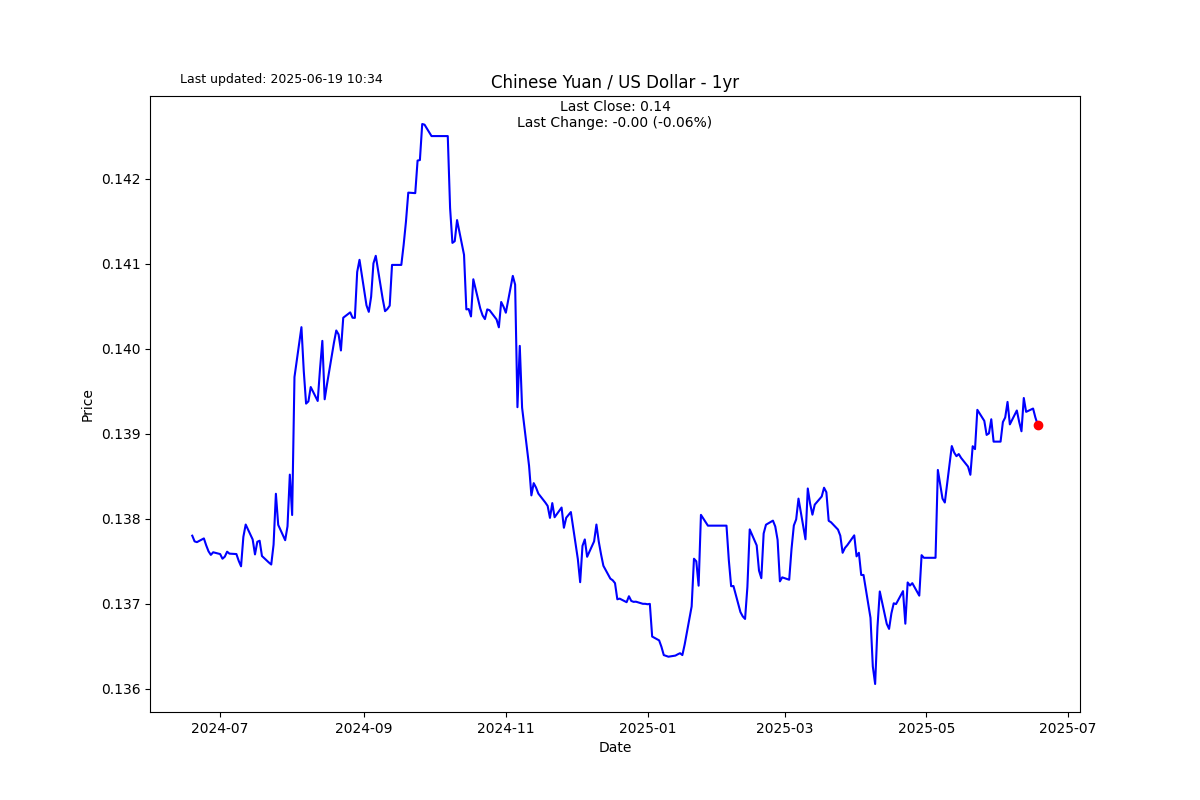 Last updated: 2025-06-19 10:34
Chinese Yuan / US Dollar - 1yr
Last Close: 0.14
Last Change: -0.00 (-0.06%)
0.142
0.141
0.140
0.139
0.138
0.137
0.136
Price
2024-07
2024-09
2024-11
2025-01
2025-03
2025-05
2025-07
Date